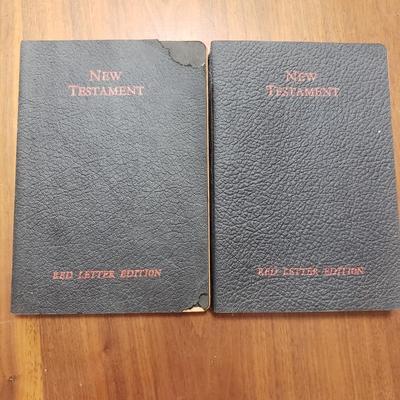 New
Testament
Red Letter Edition
New
Testament
Red Letter Edition